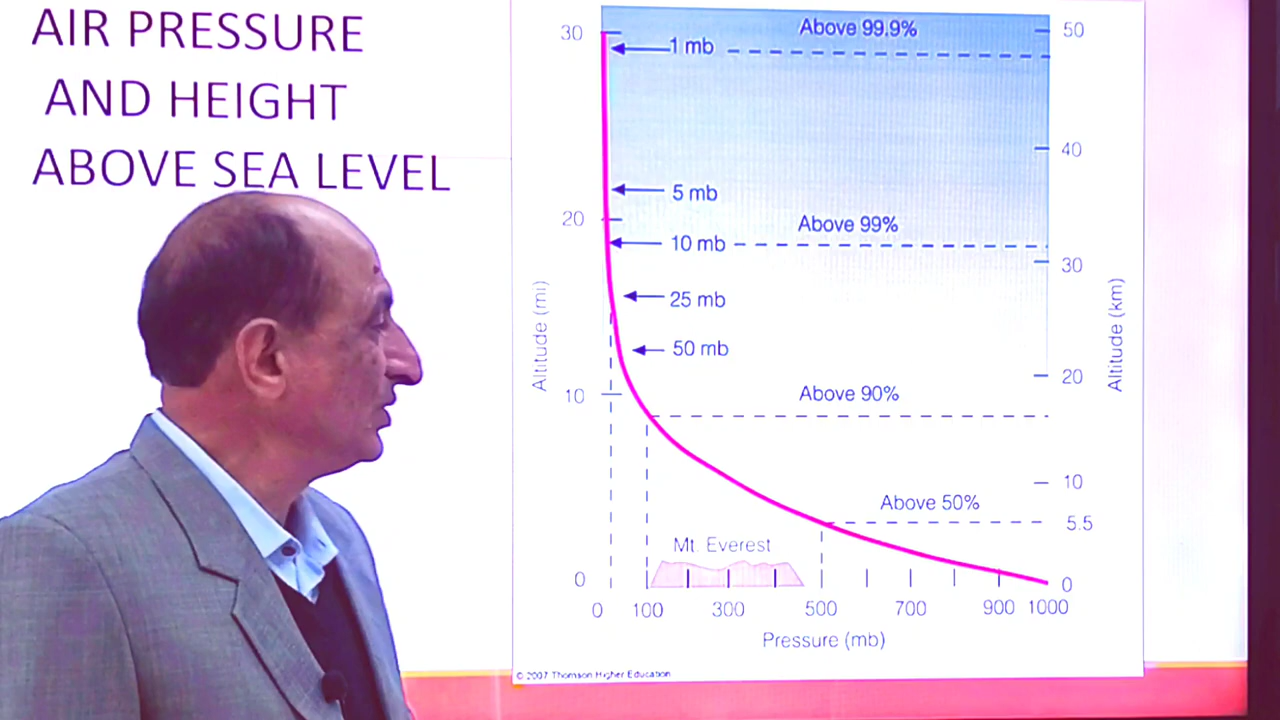 AIR PRESSURE
AND HEIGHT
ABOVE SEA LEVEL
30
20
10
0
Altitude (mi)
Above 99.9%
1 mb
5 mb
Above 99%
10 mb
25 mb
50 mb
Above 90%
Above 50%
Mt. Everest
50
40
30
20
10
5.5
0
Altitude (km)
0 100 300 500 700 900 1000
Pressure (mb)
© 2007 Thomson Higher Education